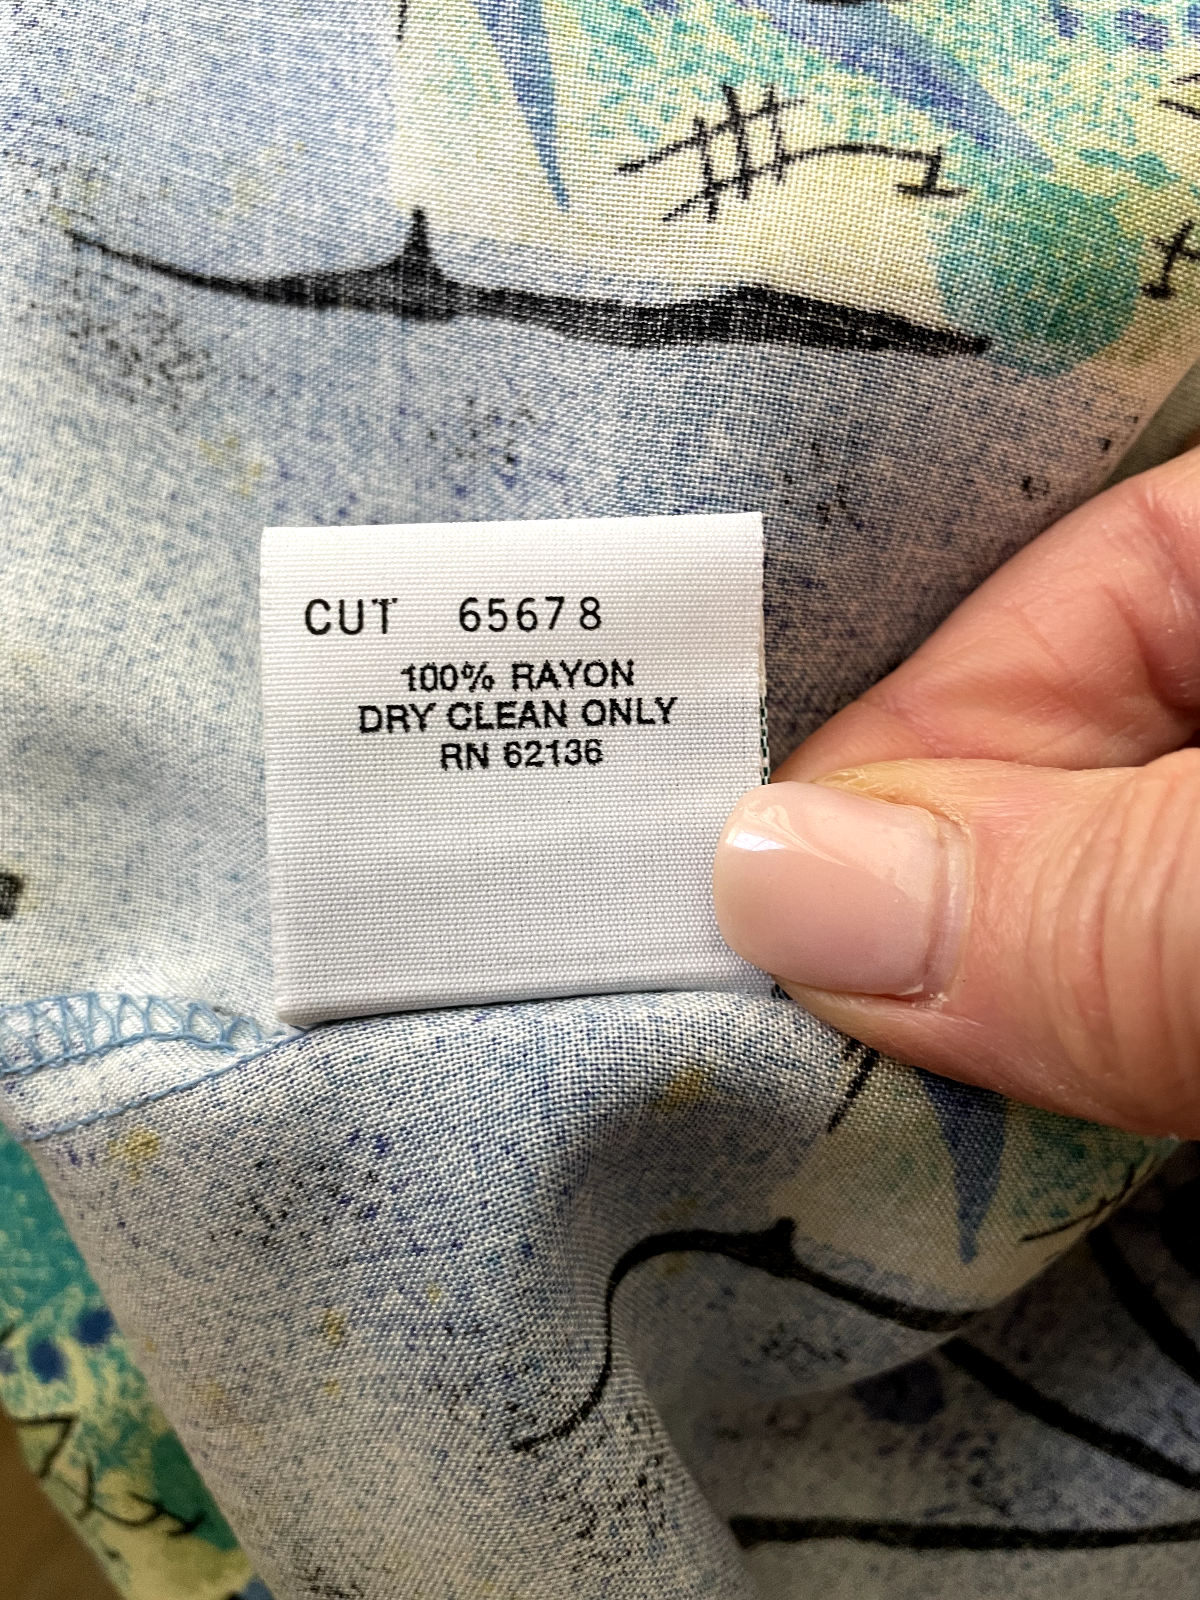 CUT 65678
100% RAYON
DRY CLEAN ONLY
RN 62136